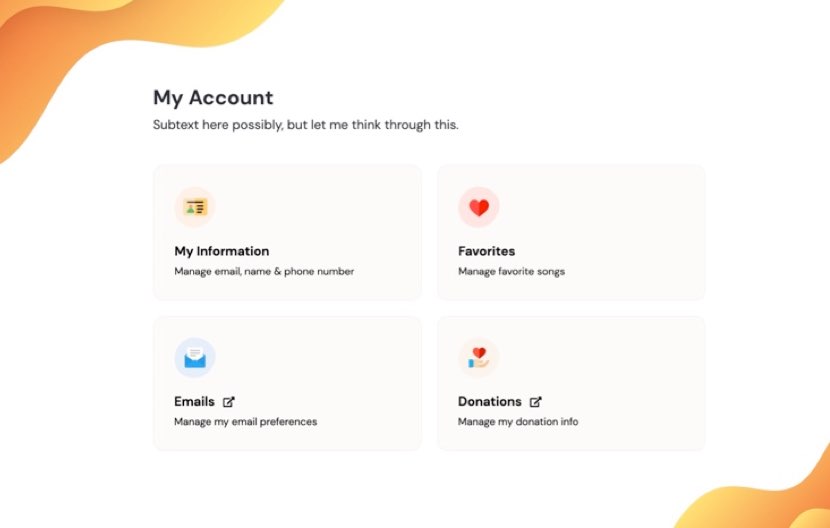 My Account
Subtext here possibly, but let me think through this.
My Information
Manage email, name & phone number
Favorites
Manage favorite songs
Emails
Manage my email preferences
Donations
Manage my donation info